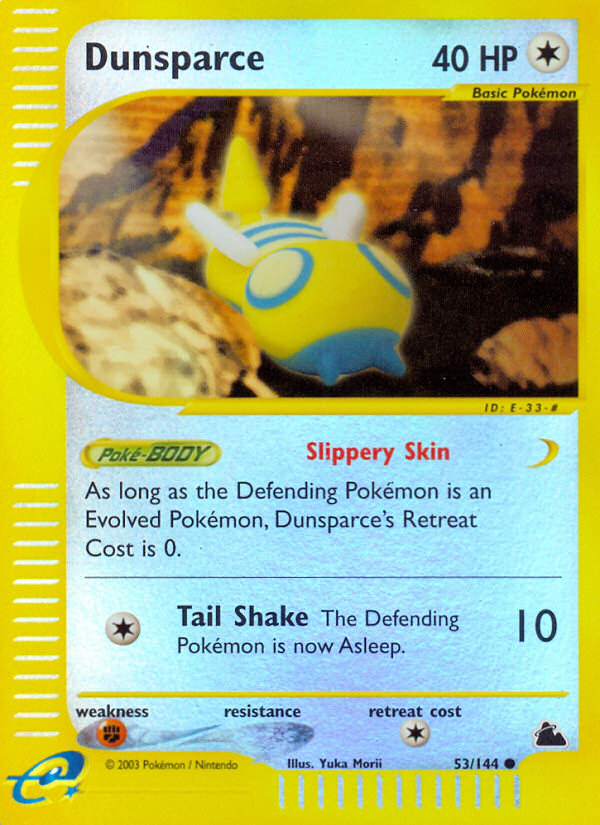 Dunsparce 40 HP
Basic Pokémon
ID: E-33-#
Poké-BODY Slippery Skin
As long as the Defending Pokémon is an
Evolved Pokémon, Dunsparce's Retreat
Cost is 0.
Tail Shake The Defending 10
Pokémon is now Asleep.
weakness resistance retreat cost
© 2003 Pokémon / Nintendo Illus. Yuka Morii 53/144
e